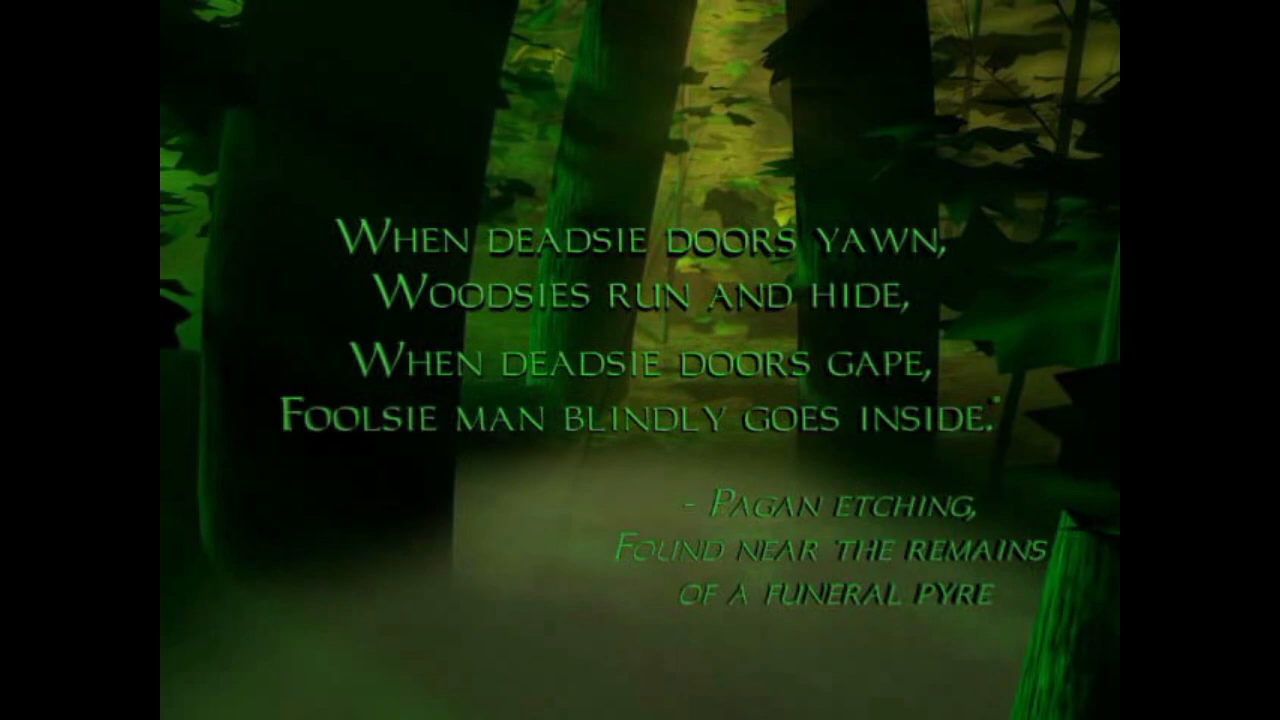 When deadsie doors yawn,
Woodsies run and hide,
When deadsie doors gape,
Foolsie man blindly goes inside."
- Pagan etching,
Found near the remains
of a funeral pyre